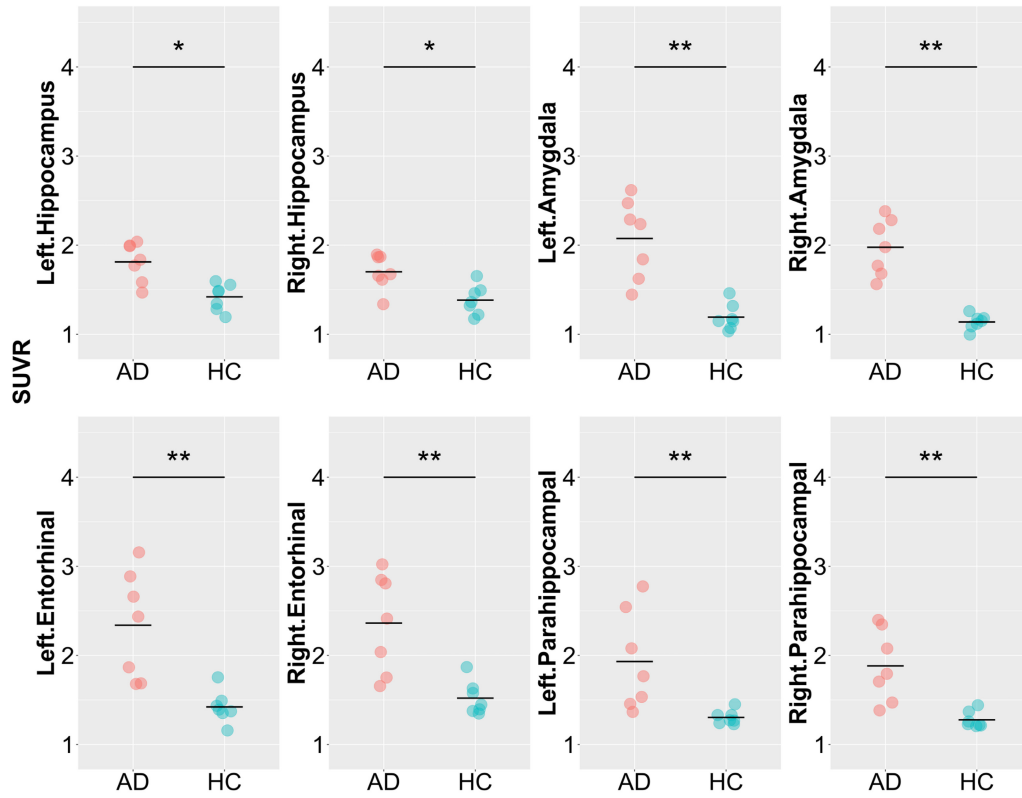 SUVR
Left.Hippocampus
*
4
3
2
1
AD HC
Right.Hippocampus
*
4
3
2
1
AD HC
Left.Amygdala
**
4
3
2
1
AD HC
Right.Amygdala
**
4
3
2
1
AD HC
Left.Entorhinal
**
4
3
2
1
AD HC
Right.Entorhinal
**
4
3
2
1
AD HC
Left.Parahippocampal
**
4
3
2
1
AD HC
Right.Parahippocampal
**
4
3
2
1
AD HC